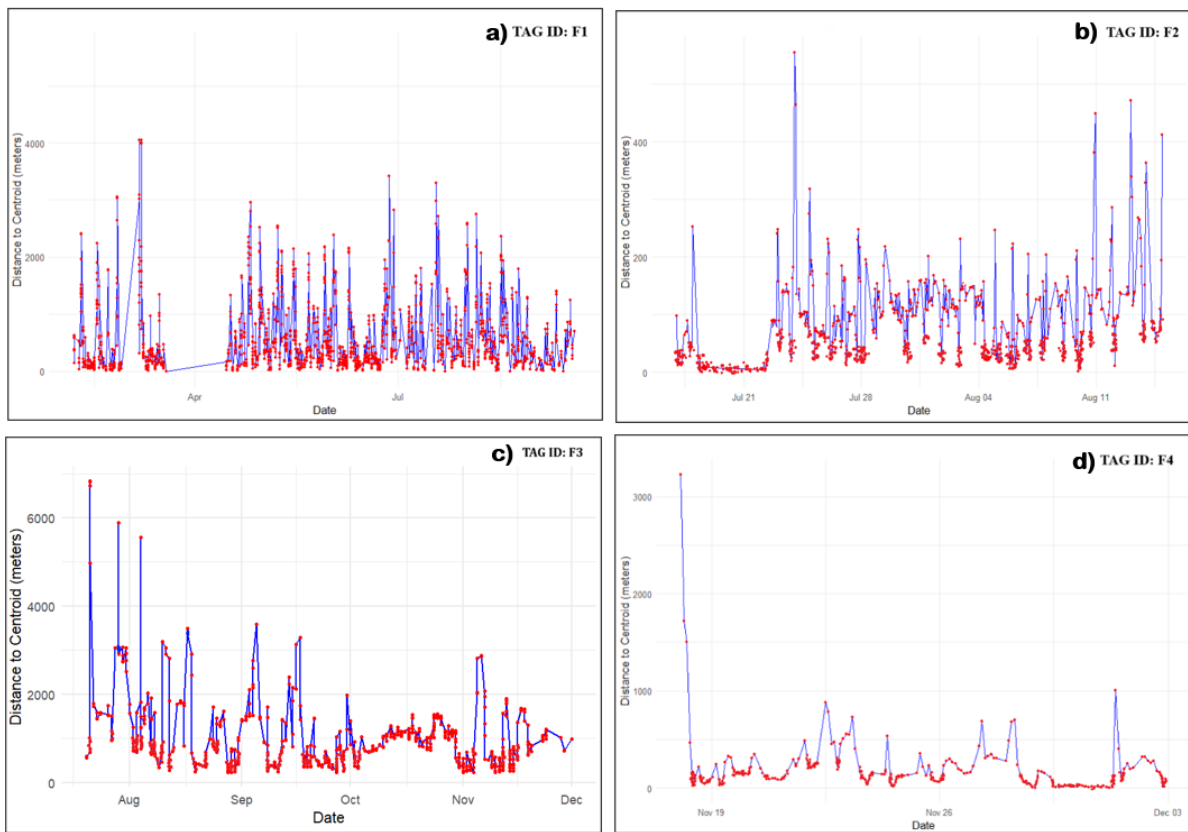 a) TAG ID: F1
Distance to Centroid (meters)
4000
2000
0
Apr
Jul
Date
b) TAG ID: F2
Distance to Centroid (meters)
400
200
0
Jul 21
Jul 28
Aug 04
Aug 11
Date
c) TAG ID: F3
Distance to Centroid (meters)
6000
4000
2000
0
Aug
Sep
Oct
Nov
Dec
Date
d) TAG ID: F4
Distance to Centroid (meters)
3000
2000
1000
0
Nov 19
Nov 26
Dec 03
Date